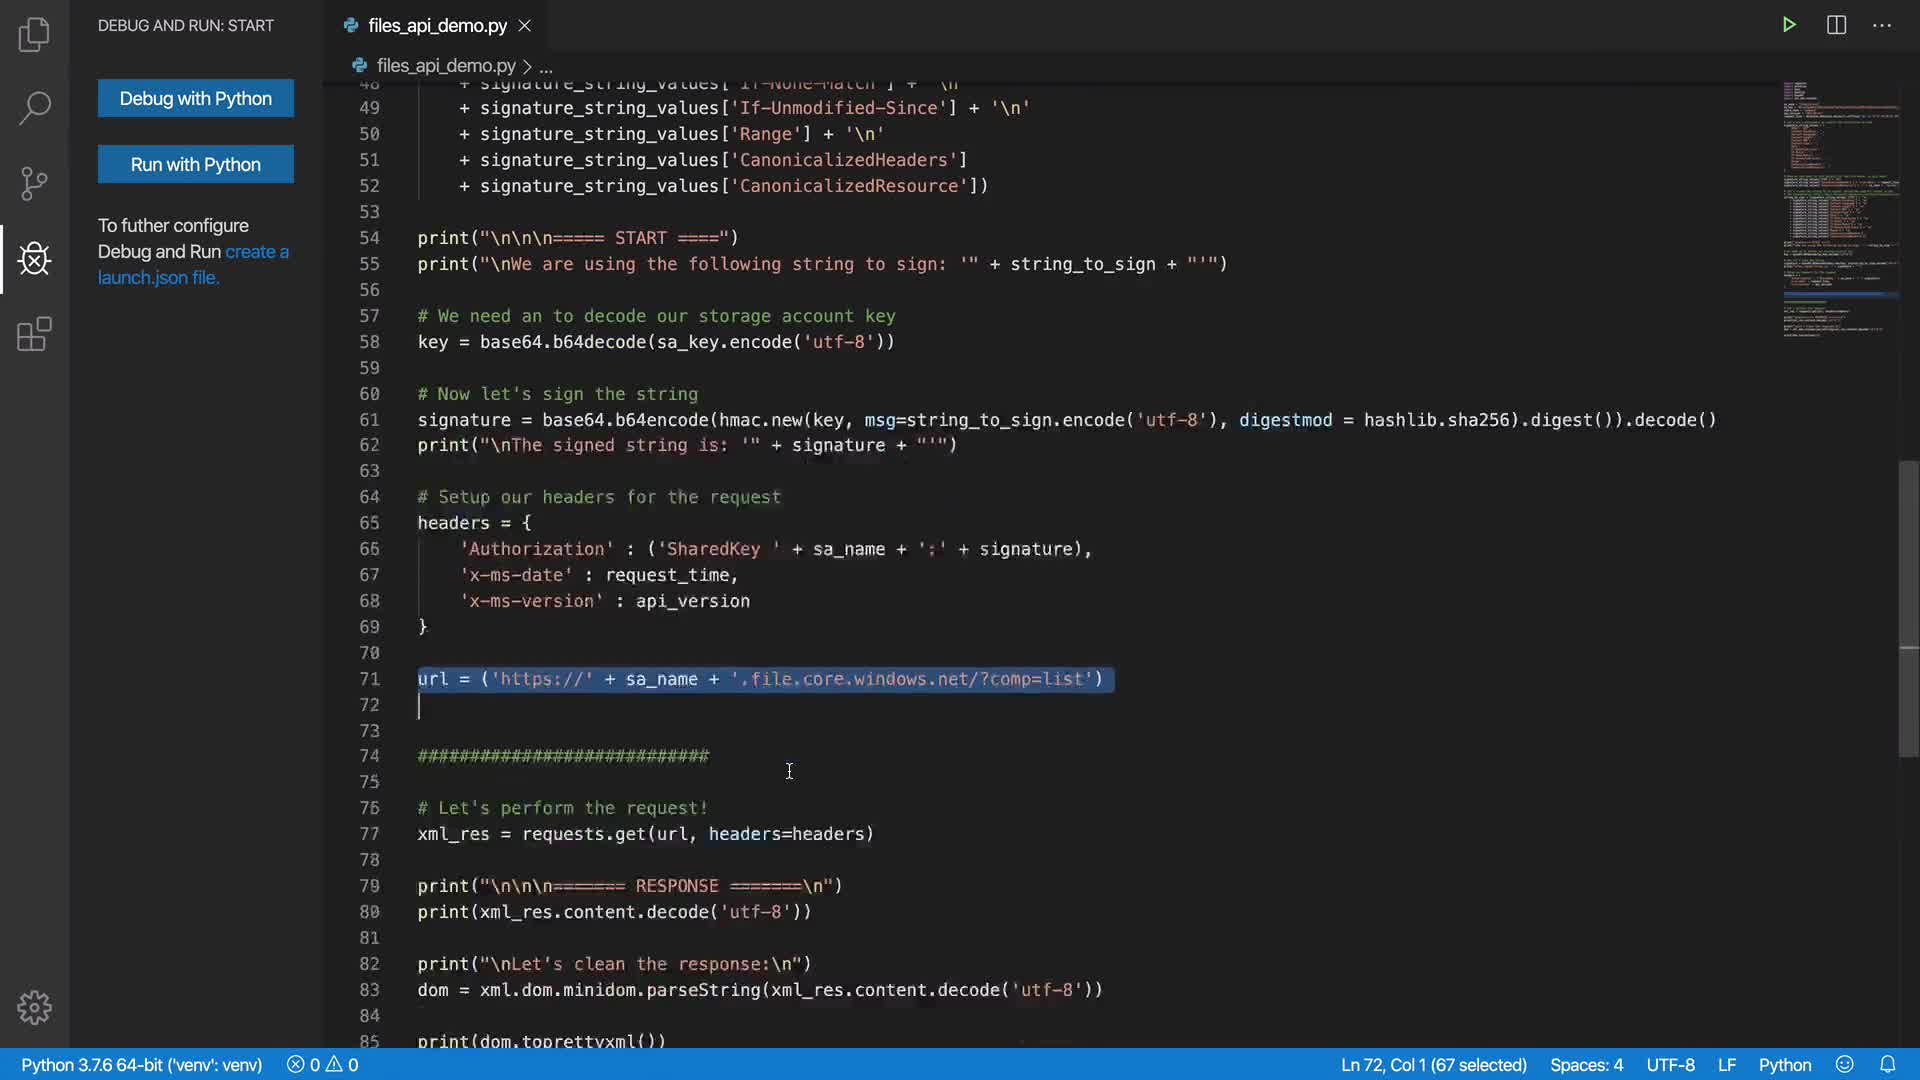 DEBUG AND RUN: START
Debug with Python
Run with Python
To futher configure
Debug and Run create a
launch.json file.
files_api_demo.py
files_api_demo.py > ...
48 + signature_string_values['If-None-Match'] + '\n'
49 + signature_string_values['If-Unmodified-Since'] + '\n'
50 + signature_string_values['Range'] + '\n'
51 + signature_string_values['CanonicalizedHeaders']
52 + signature_string_values['CanonicalizedResource'])
53
54 print("\n\n\n===== START ====")
55 print("\nWe are using the following string to sign: '" + string_to_sign + "'")
56
57 # We need an to decode our storage account key
58 key = base64.b64decode(sa_key.encode('utf-8'))
59
60 # Now let's sign the string
61 signature = base64.b64encode(hmac.new(key, msg=string_to_sign.encode('utf-8'), digestmod = hashlib.sha256).digest()).decode()
62 print("\nThe signed string is: '" + signature + "'")
63
64 # Setup our headers for the request
65 headers = {
66 'Authorization' : ('SharedKey ' + sa_name + ':' + signature),
67 'x-ms-date' : request_time,
68 'x-ms-version' : api_version
69 }
70
71 url = ('https://' + sa_name + '.file.core.windows.net/?comp=list')
72
73
74 ############################
75
76 # Let's perform the request!
77 xml_res = requests.get(url, headers=headers)
78
79 print("\n\n\n======= RESPONSE =======\n")
80 print(xml_res.content.decode('utf-8'))
81
82 print("\nLet's clean the response:\n")
83 dom = xml.dom.minidom.parseString(xml_res.content.decode('utf-8'))
84
85 print(dom.toprettyxml())
Python 3.7.6 64-bit ('venv': venv) 0 0 Ln 72, Col 1 (67 selected) Spaces: 4 UTF-8 LF Python